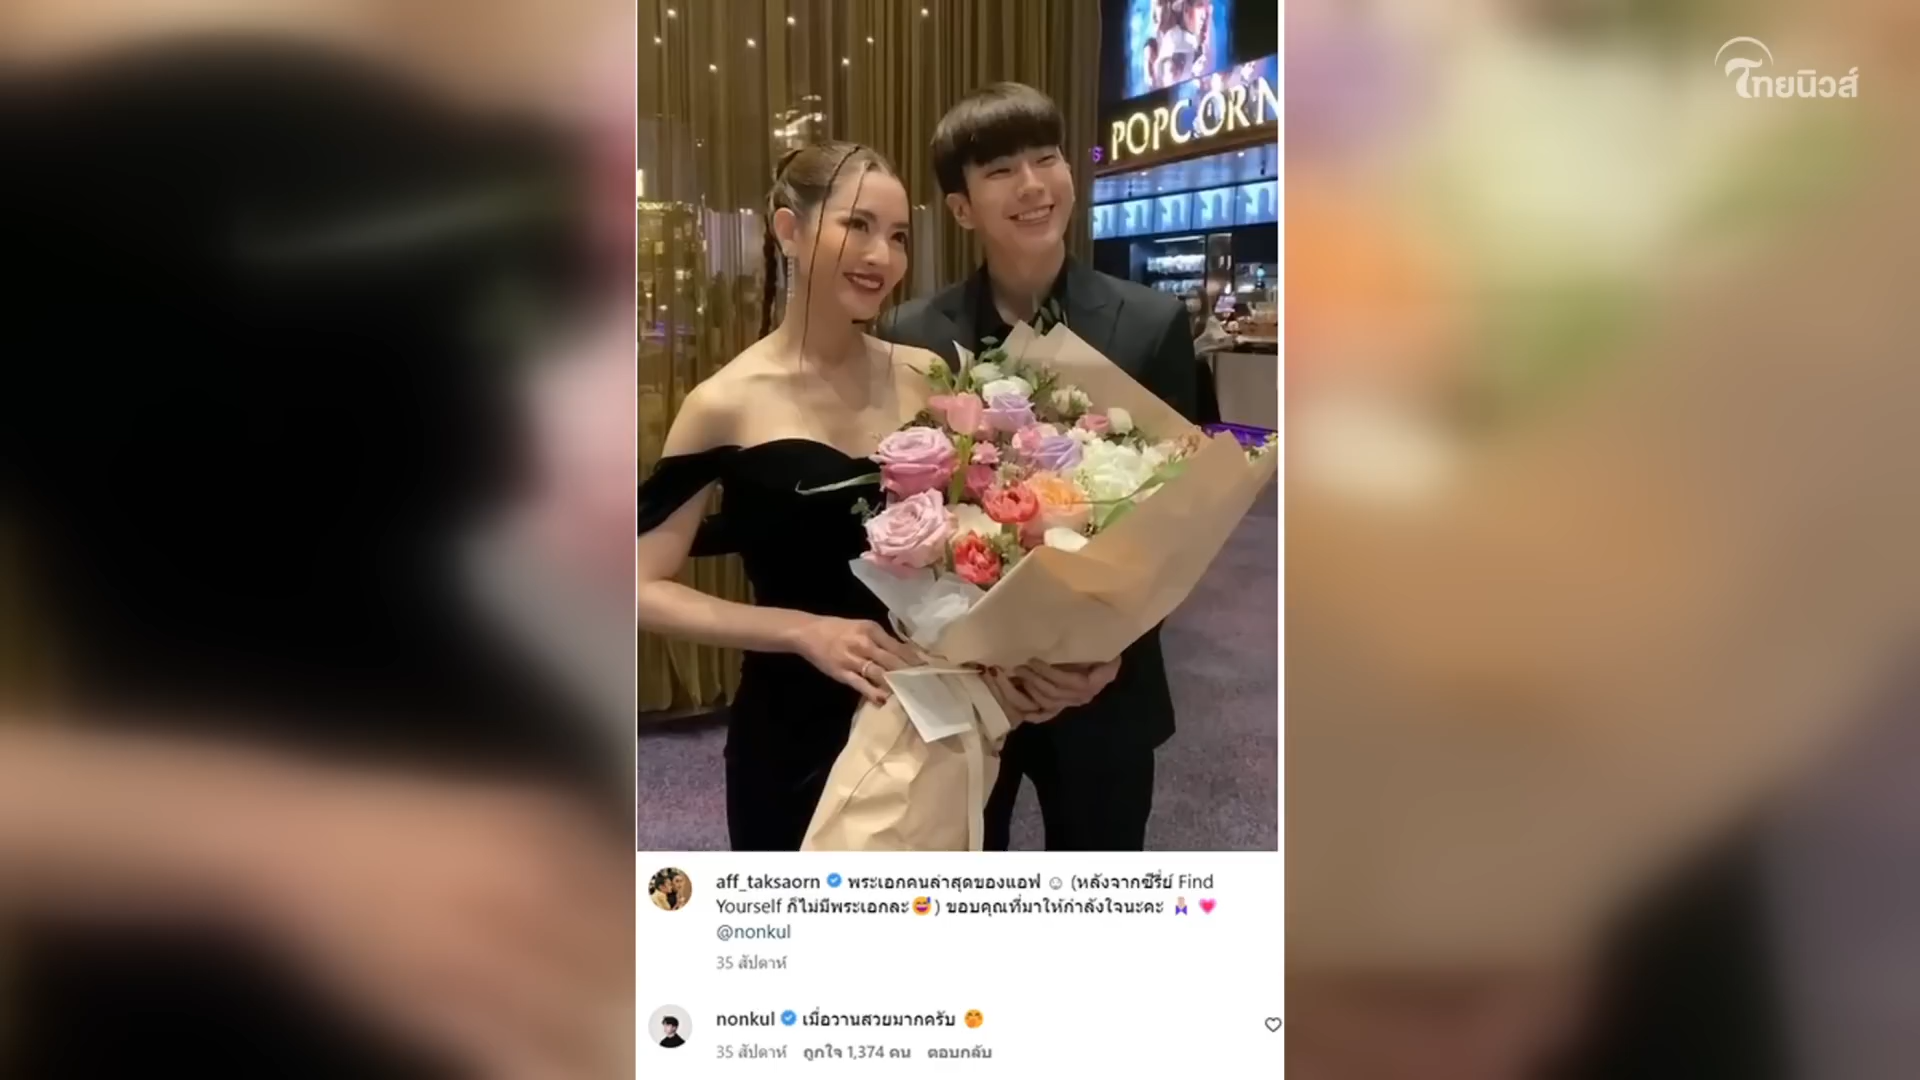 ไทยนิวส์
POPCORN
aff_taksaorn พระเอกคนล่าสุดของแอฟ ☺ (หลังจากซีรี่ย์ Find
Yourself ก็ไม่มีพระเอกละ😅) ขอบคุณที่มาให้กำลังใจนะคะ 🙏🏻 💗
@nonkul
35 สัปดาห์
nonkul เมื่อวานสวยมากครับ 🤭
35 สัปดาห์ ถูกใจ 1,374 คน ตอบกลับ